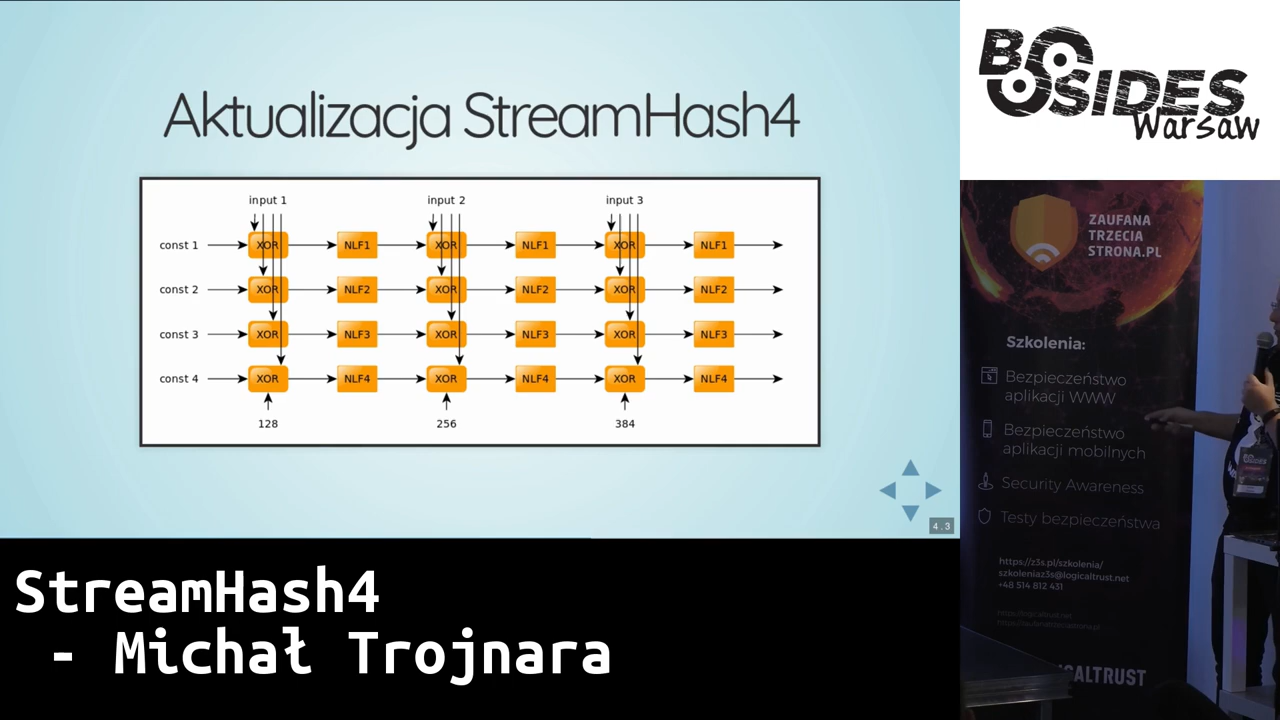 Aktualizacja StreamHash4
input 1 input 2 input 3
const 1 XOR NLF1 XOR NLF1 XOR NLF1
const 2 XOR NLF2 XOR NLF2 XOR NLF2
const 3 XOR NLF3 XOR NLF3 XOR NLF3
const 4 XOR NLF4 XOR NLF4 XOR NLF4
128 256 384
4.3
StreamHash4
- Michał Trojnara
BSIDES
Warsaw
ZAUFANA
TRZECIA
STRONA.PL
Szkolenia:
Bezpieczeństwo
aplikacji WWW
Bezpieczeństwo
aplikacji mobilnych
Security Awareness
Testy bezpieczeństwa
https://z3s.pl/szkolenia/
szkoleniaz3s@logicaltrust.net
+48 514 812 431